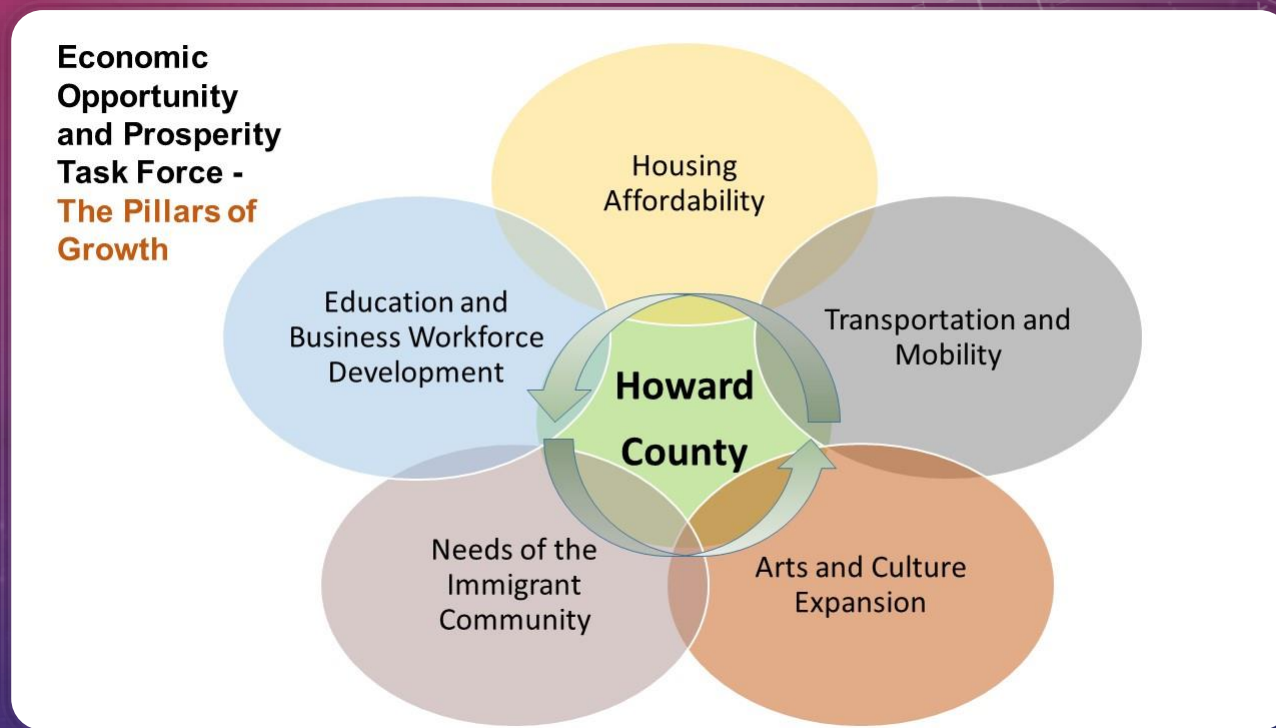 Economic
Opportunity
and Prosperity
Task Force -
The Pillars of
Growth
Housing
Affordability
Education and
Business Workforce
Development
Transportation and
Mobility
Howard
County
Needs of the
Immigrant
Community
Arts and Culture
Expansion